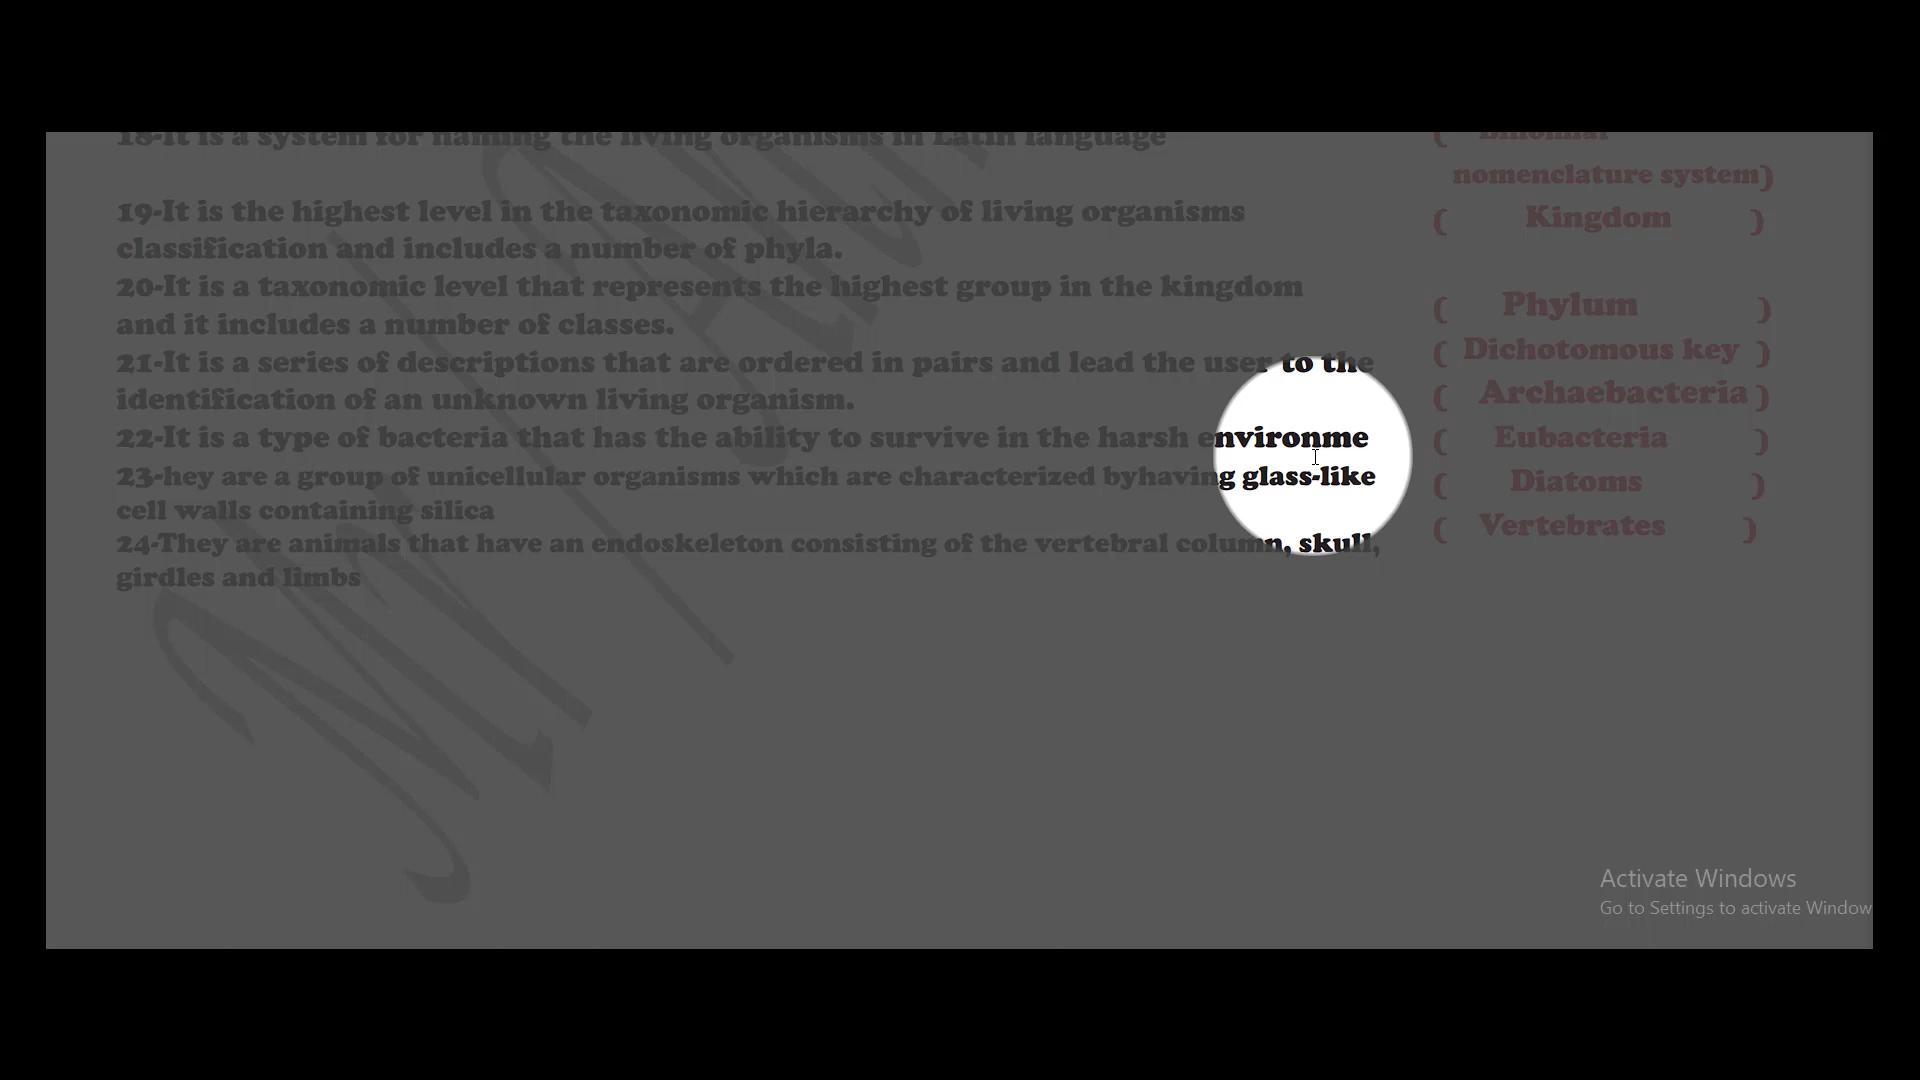 18-It is a system for naming the living organisms in Latin language
( Binomial
nomenclature system)
19-It is the highest level in the taxonomic hierarchy of living organisms
( Kingdom )
classification and includes a number of phyla.
20-It is a taxonomic level that represents the highest group in the kingdom
( Phylum )
and it includes a number of classes.
21-It is a series of descriptions that are ordered in pairs and lead the user to the
( Dichotomous key )
identification of an unknown living organism.
( Archaebacteria )
22-It is a type of bacteria that has the ability to survive in the harsh environme
( Eubacteria )
23-hey are a group of unicellular organisms which are characterized byhaving glass-like
( Diatoms )
cell walls containing silica
24-They are animals that have an endoskeleton consisting of the vertebral column, skull,
( Vertebrates )
girdles and limbs
Activate Windows
Go to Settings to activate Window